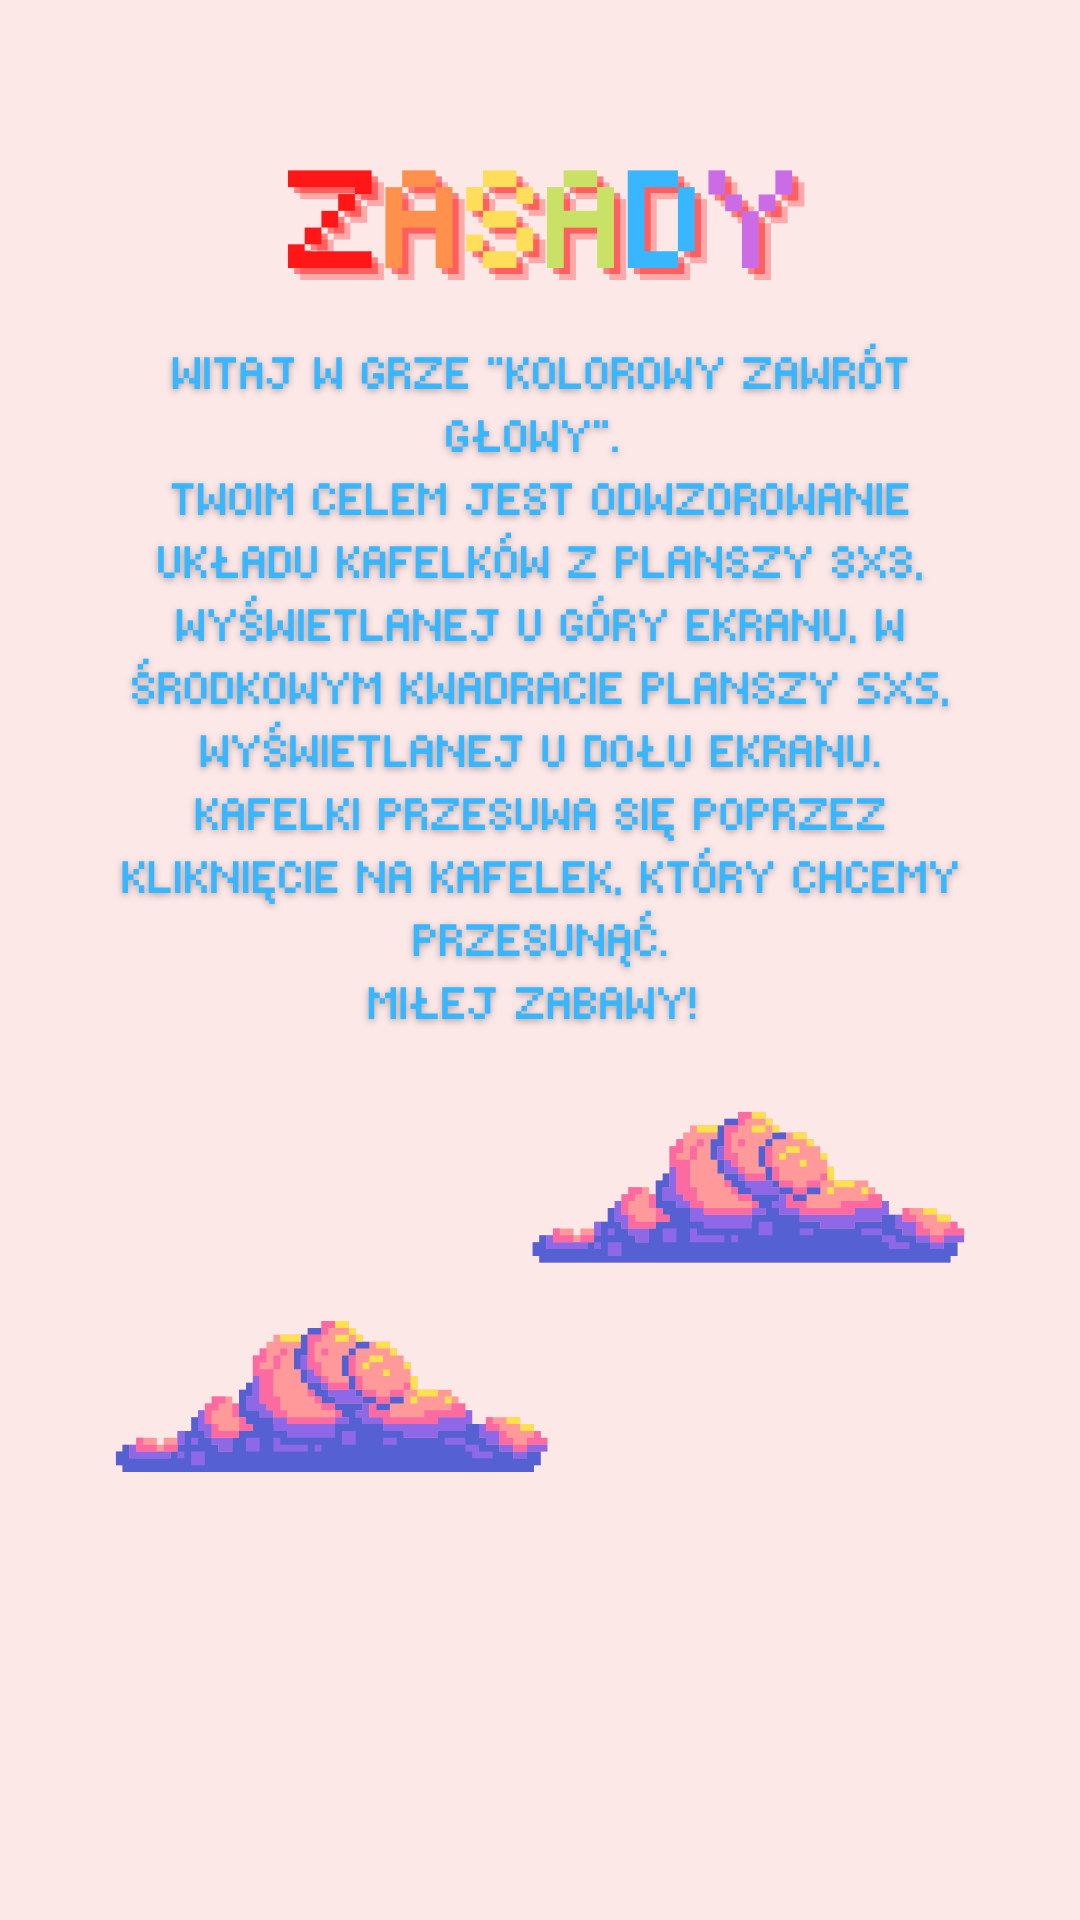 ZASADY
WITAJ W GRZE "KOLOROWY ZAWRÓT
GŁOWY".
TWOIM CELEM JEST ODWZOROWANIE
UKŁADU KAFELKÓW Z PLANSZY 3X3,
WYŚWIETLANEJ U GÓRY EKRANU, W
ŚRODKOWYM KWADRACIE PLANSZY 5X5,
WYŚWIETLANEJ U DOŁU EKRANU.
KAFELKI PRZESUWA SIĘ POPRZEZ
KLIKNIĘCIE NA KAFELEK, KTÓRY CHCEMY
PRZESUNĄĆ.
MIŁEJ ZABAWY!